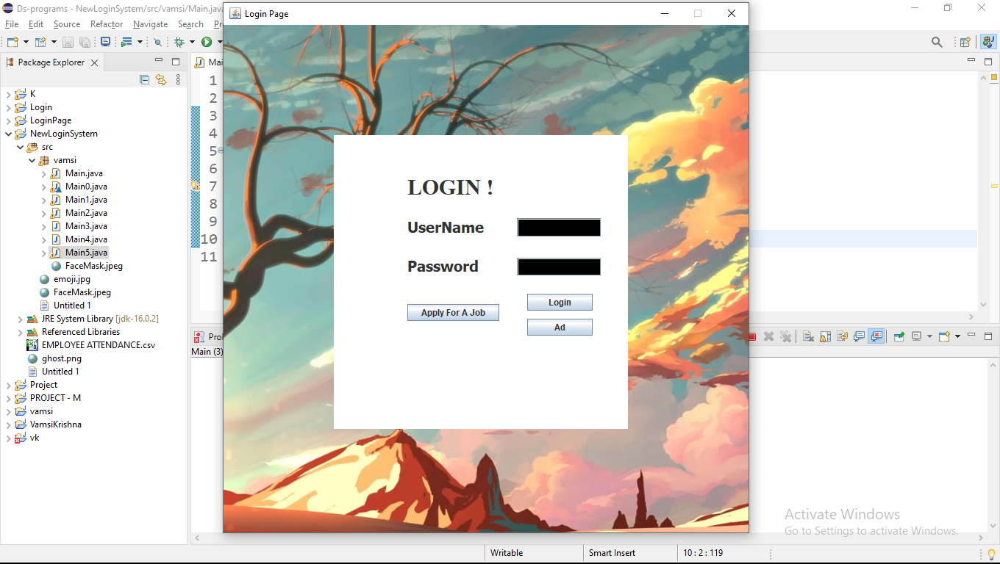 Ds-programs - NewLoginSystem/src/vamsi/Main.java
Login Page
File Edit Source Refactor Navigate Search
Package Explorer
K
Login
LoginPage
NewLoginSystem
src
vamsi
Main.java
Main0.java
Main1.java
Main2.java
Main3.java
Main4.java
Main5.java
FaceMask.jpeg
emoji.jpg
FaceMask.jpeg
Untitled 1
JRE System Library [jdk-16.0.2]
Referenced Libraries
EMPLOYEE ATTENDANCE.csv
ghost.png
Untitled 1
Project
PROJECT - M
vamsi
VamsiKrishna
vk
1
2
3
4
5
6
7
8
9
10
11
LOGIN !
UserName
Password
Apply For A Job
Login
Ad
Main (3)
Activate Windows
Go to Settings to activate Windows.
Writable
Smart Insert
10 : 2 : 119